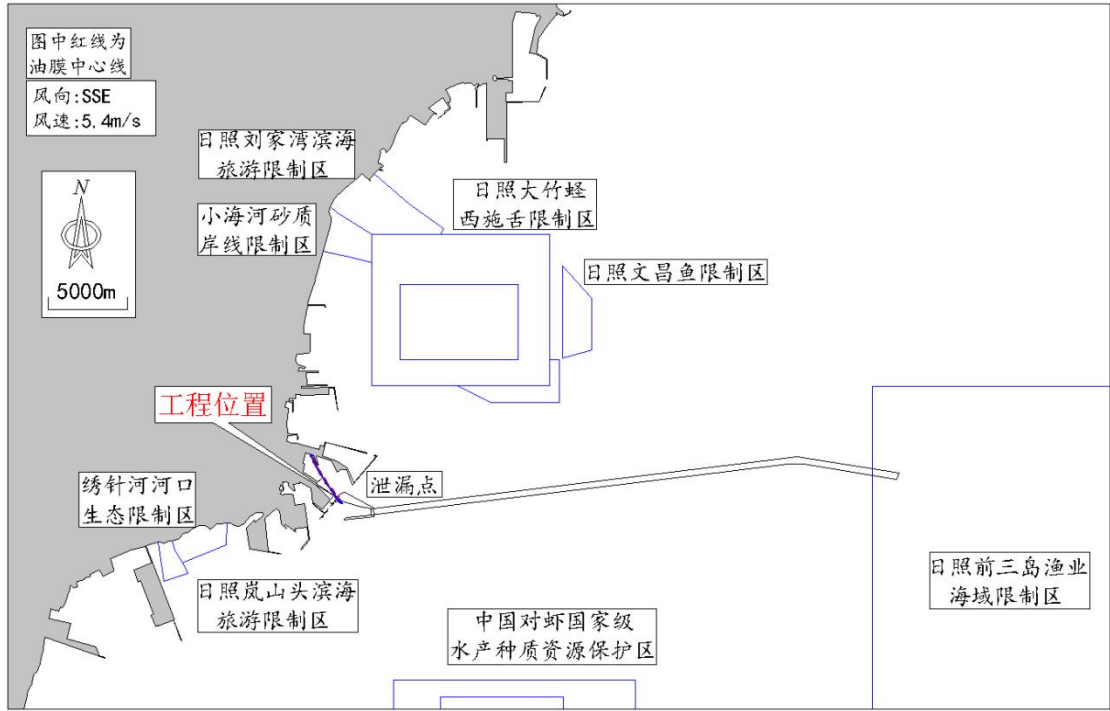 图中红线为
油膜中心线
风向:SSE
风速:5.4m/s
N
5000m
日照刘家湾滨海
旅游限制区
小海河砂质
岸线限制区
日照大竹蛏
西施舌限制区
日照文昌鱼限制区
工程位置
泄漏点
绣针河河口
生态限制区
日照岚山头滨海
旅游限制区
中国对虾国家级
水产种质资源保护区
日照前三岛渔业
海域限制区